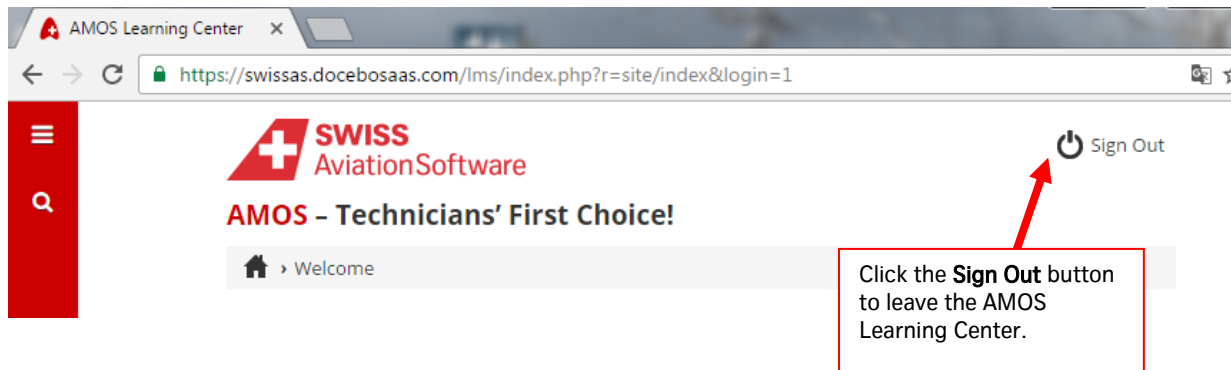 AMOS Learning Center
https://swissas.docebosaas.com/lms/index.php?r=site/index&login=1
SWISS
AviationSoftware
Sign Out
AMOS – Technicians' First Choice!
› Welcome
Click the Sign Out button
to leave the AMOS
Learning Center.